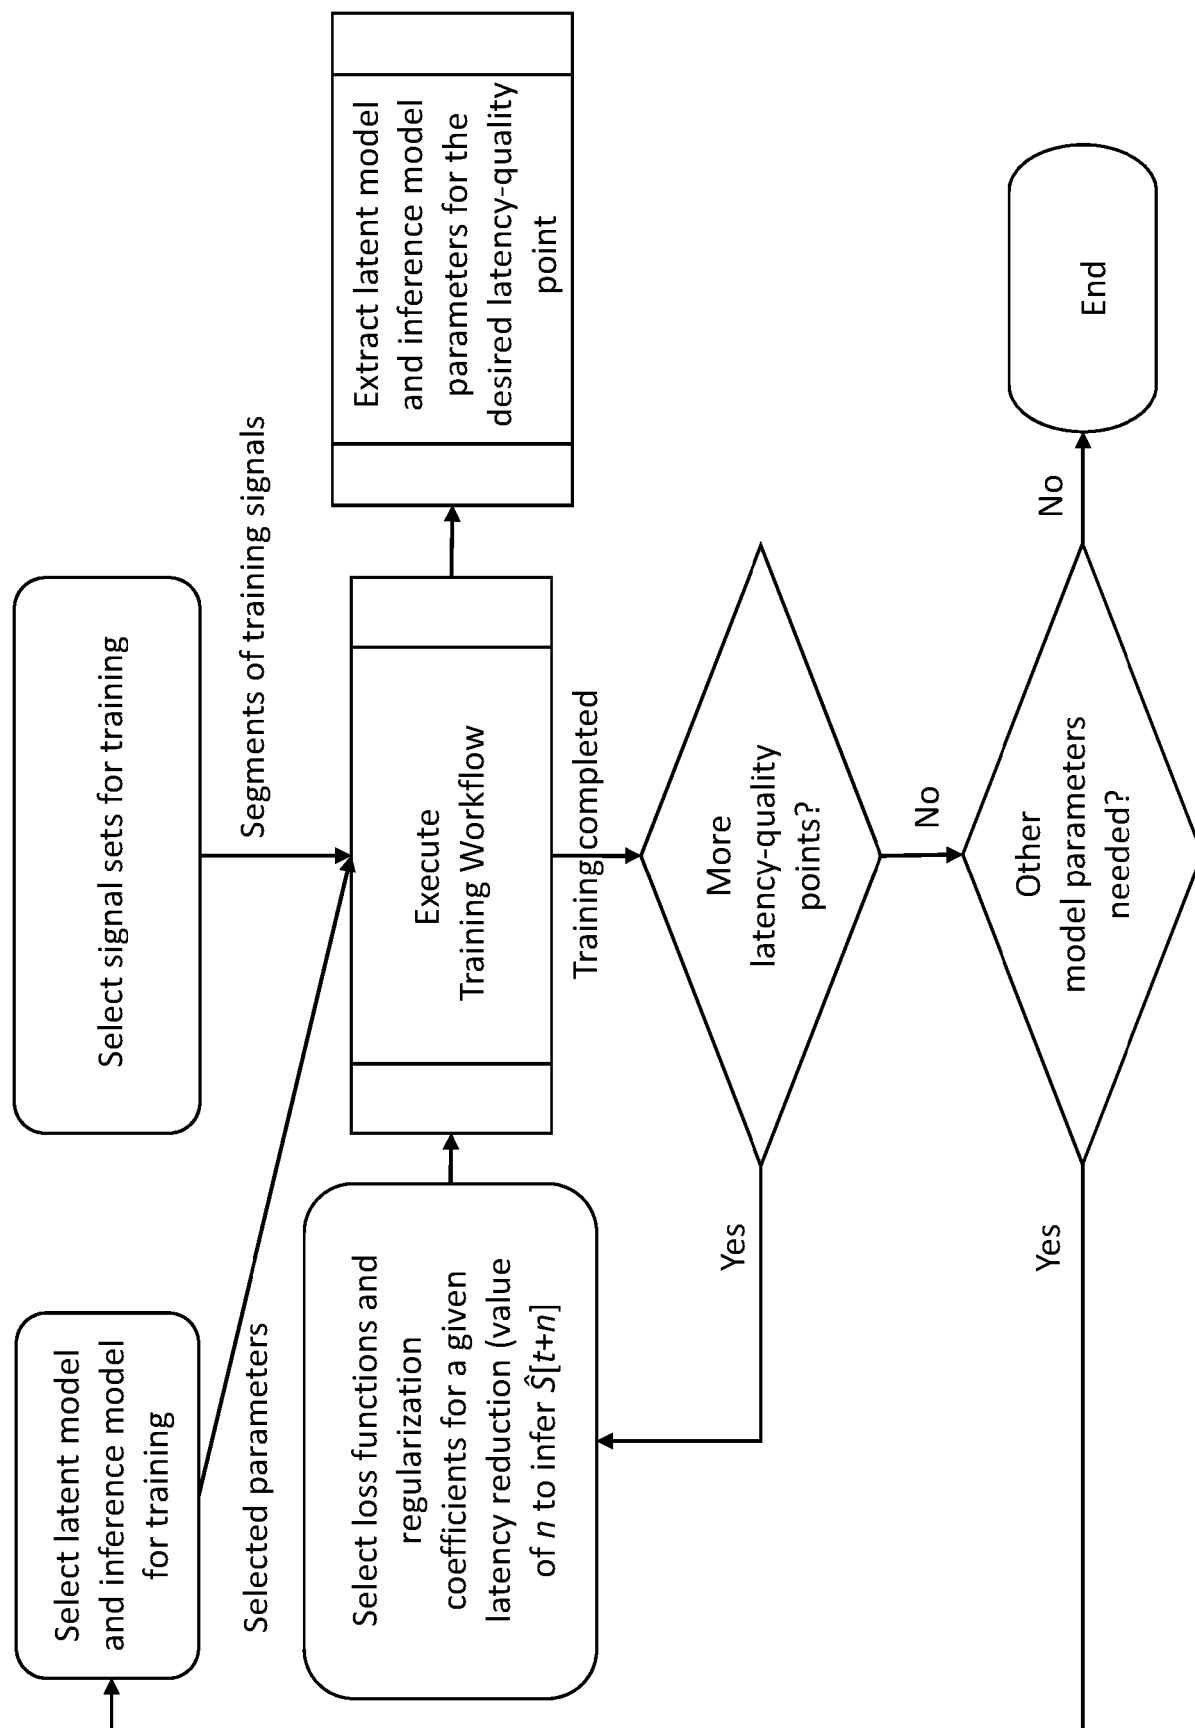 Select latent model
and inference model
for training
Selected parameters
Select signal sets for training
Segments of training signals
Select loss functions and
regularization
coefficients for a given
latency reduction (value
of n to infer Ŝ[t+n]
Execute
Training Workflow
Extract latent model
and inference model
parameters for the
desired latency-quality
point
Training completed
Yes
More
latency-quality
points?
No
Yes
Other
model parameters
needed?
No
End